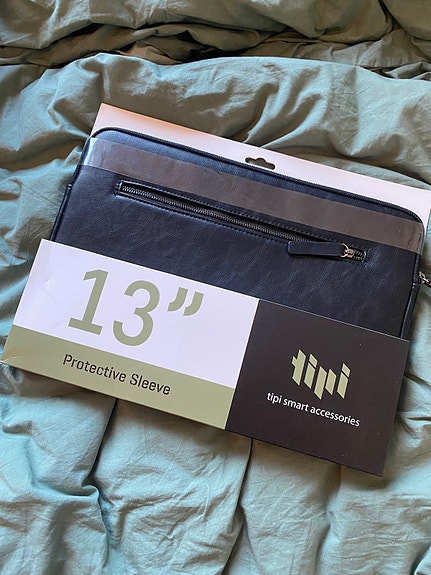 13”
Protective Sleeve
tipi
tipi smart accessories